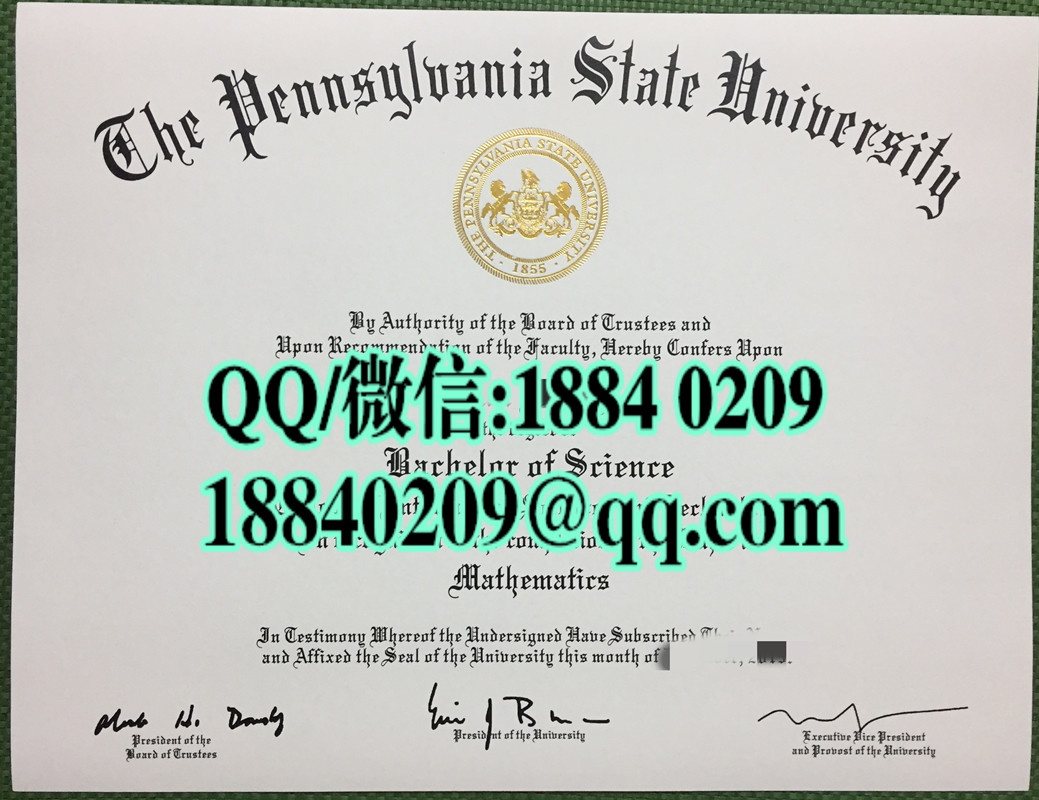 The Pennsylvania State University
THE PENNSYLVANIA STATE UNIVERSITY
· 1855 ·
By Authority of the Board of Trustees and
Upon Recommendation of the Faculty, Hereby Confers Upon
QQ/微信:1884 0209
Bachelor of Science
18840209@qq.com
Mathematics
In Testimony Whereof the Undersigned Have Subscribed
and Affixed the Seal of the University this month of
President of the
Board of Trustees
President of the University
Executive Vice President
and Provost of the University